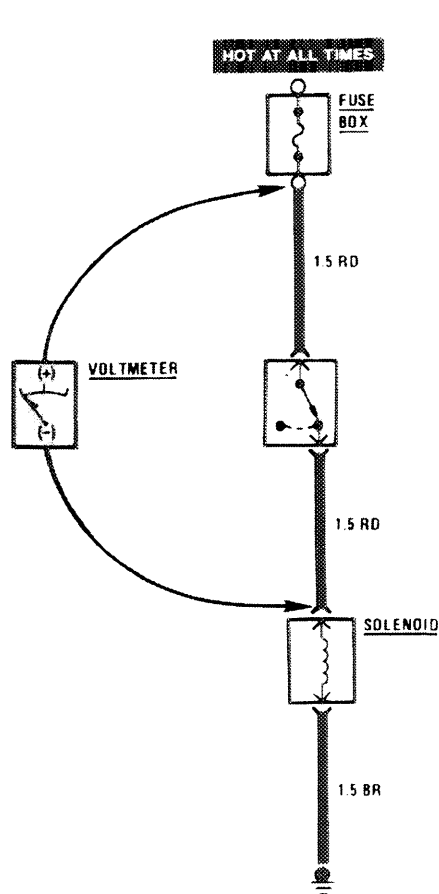 HOT AT ALL TIMES
FUSE
BOX
1.5 RD
VOLTMETER
(+)
(-)
1.5 RD
SOLENOID
1.5 BR